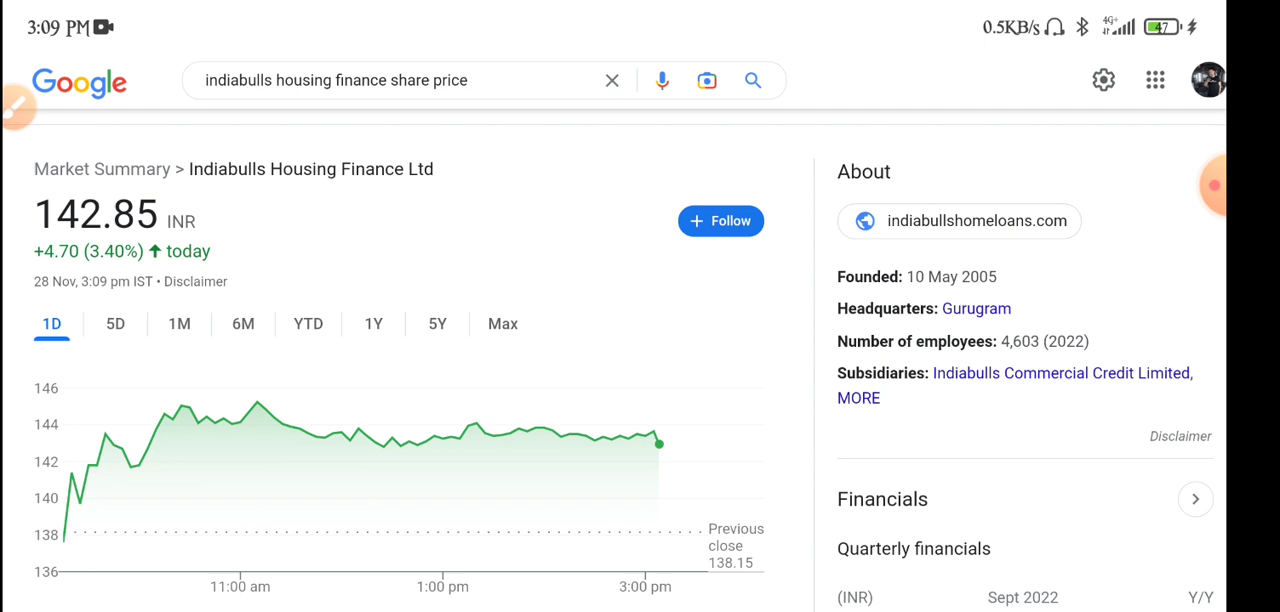 3:09 PM
0.5KB/s 4G+ 47
Google
indiabulls housing finance share price
Market Summary > Indiabulls Housing Finance Ltd
142.85 INR
+ Follow
+4.70 (3.40%) ↑ today
28 Nov, 3:09 pm IST • Disclaimer
1D 5D 1M 6M YTD 1Y 5Y Max
146
144
142
140
138
136
Previous
close
138.15
11:00 am 1:00 pm 3:00 pm
About
indiabullshomeloans.com
Founded: 10 May 2005
Headquarters: Gurugram
Number of employees: 4,603 (2022)
Subsidiaries: Indiabulls Commercial Credit Limited,
MORE
Disclaimer
Financials
Quarterly financials
(INR) Sept 2022 Y/Y